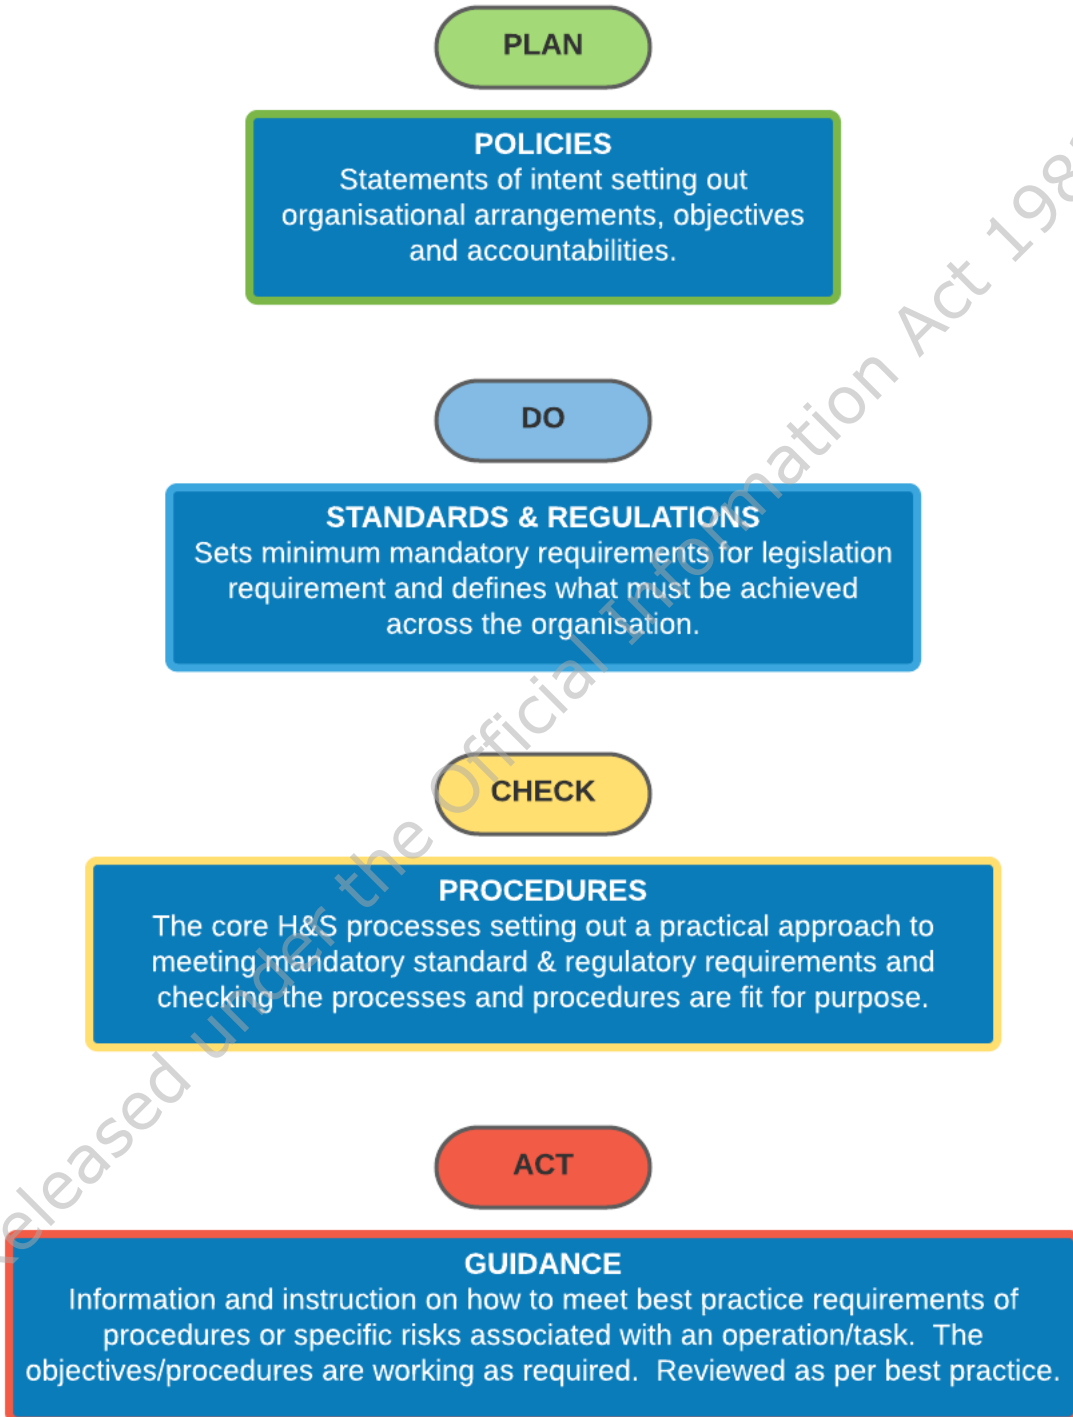 PLAN
POLICIES
Statements of intent setting out
organisational arrangements, objectives
and accountabilities.
DO
STANDARDS & REGULATIONS
Sets minimum mandatory requirements for legislation
requirement and defines what must be achieved
across the organisation.
CHECK
PROCEDURES
The core H&S processes setting out a practical approach to
meeting mandatory standard & regulatory requirements and
checking the processes and procedures are fit for purpose.
ACT
GUIDANCE
Information and instruction on how to meet best practice requirements of
procedures or specific risks associated with an operation/task.  The
objectives/procedures are working as required.  Reviewed as per best practice.
under the Official Information Act